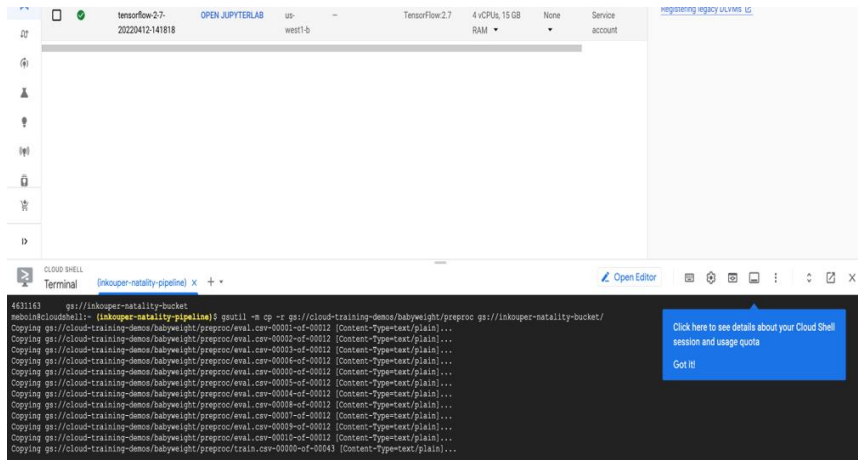 tensorflow-2-7- OPEN JUPYTERLAB us- – TensorFlow:2.7 4 vCPUs, 15 GB None Service
20220412-141818 west1-b RAM account
Registering legacy DLVMs
CLOUD SHELL
Terminal (inkouper-natality-pipeline) X + Open Editor
4631163 gs://inkouper-natality-bucket
meboin@cloudshell:~ (inkouper-natality-pipeline)$ gsutil -m cp -r gs://cloud-training-demos/babyweight/preproc gs://inkouper-natality-bucket/
Copying gs://cloud-training-demos/babyweight/preproc/eval.csv-00001-of-00012 [Content-Type=text/plain]...
Copying gs://cloud-training-demos/babyweight/preproc/eval.csv-00002-of-00012 [Content-Type=text/plain]...
Copying gs://cloud-training-demos/babyweight/preproc/eval.csv-00003-of-00012 [Content-Type=text/plain]...
Copying gs://cloud-training-demos/babyweight/preproc/eval.csv-00006-of-00012 [Content-Type=text/plain]...
Copying gs://cloud-training-demos/babyweight/preproc/eval.csv-00000-of-00012 [Content-Type=text/plain]...
Copying gs://cloud-training-demos/babyweight/preproc/eval.csv-00005-of-00012 [Content-Type=text/plain]...
Copying gs://cloud-training-demos/babyweight/preproc/eval.csv-00004-of-00012 [Content-Type=text/plain]...
Copying gs://cloud-training-demos/babyweight/preproc/eval.csv-00008-of-00012 [Content-Type=text/plain]...
Copying gs://cloud-training-demos/babyweight/preproc/eval.csv-00007-of-00012 [Content-Type=text/plain]...
Copying gs://cloud-training-demos/babyweight/preproc/eval.csv-00009-of-00012 [Content-Type=text/plain]...
Copying gs://cloud-training-demos/babyweight/preproc/eval.csv-00010-of-00012 [Content-Type=text/plain]...
Copying gs://cloud-training-demos/babyweight/preproc/train.csv-00000-of-00043 [Content-Type=text/plain]...
Click here to see details about your Cloud Shell
session and usage quota
Got it!